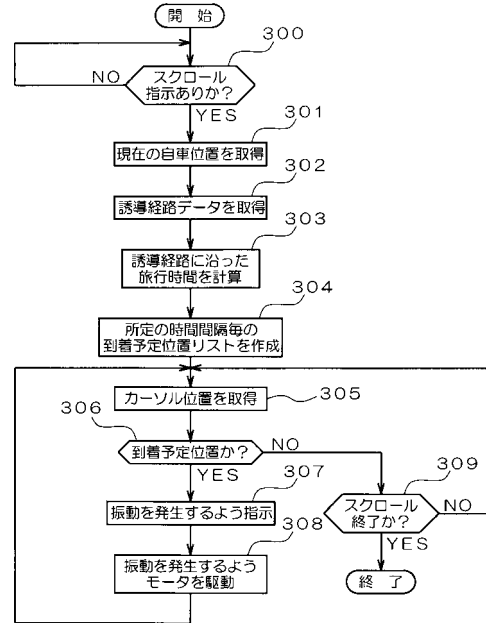 開 始
300
スクロール
指示ありか？
NO
YES
301
現在の自車位置を取得
302
誘導経路データを取得
303
誘導経路に沿った
旅行時間を計算
304
所定の時間間隔毎の
到着予定位置リストを作成
カーソル位置を取得
305
306
到着予定位置か？
NO
YES
307
振動を発生するよう指示
308
振動を発生するよう
モータを駆動
309
スクロール
終了か？
NO
YES
終 了